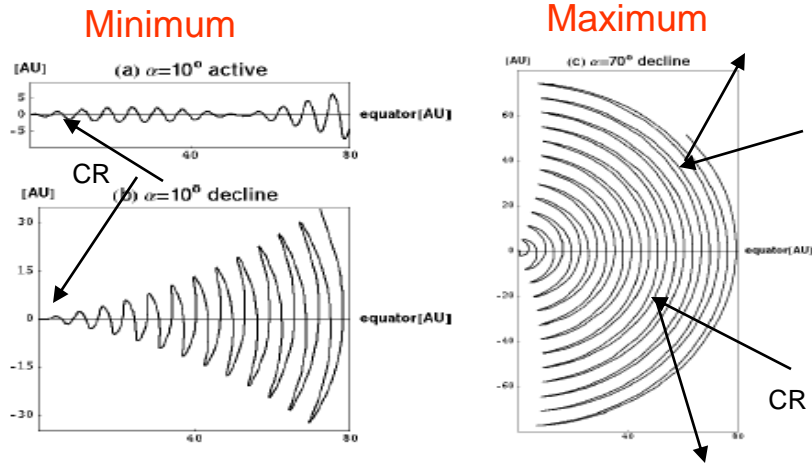 Minimum
[AU]
(a) α=10° active
5
0
-5
equator[AU]
40
80
CR
[AU]
(b) α=10° decline
30
15
0
-15
-30
equator[AU]
40
80
Maximum
[AU]
(c) α=70° decline
60
40
20
0
-20
-40
-60
equator[AU]
CR
40
80